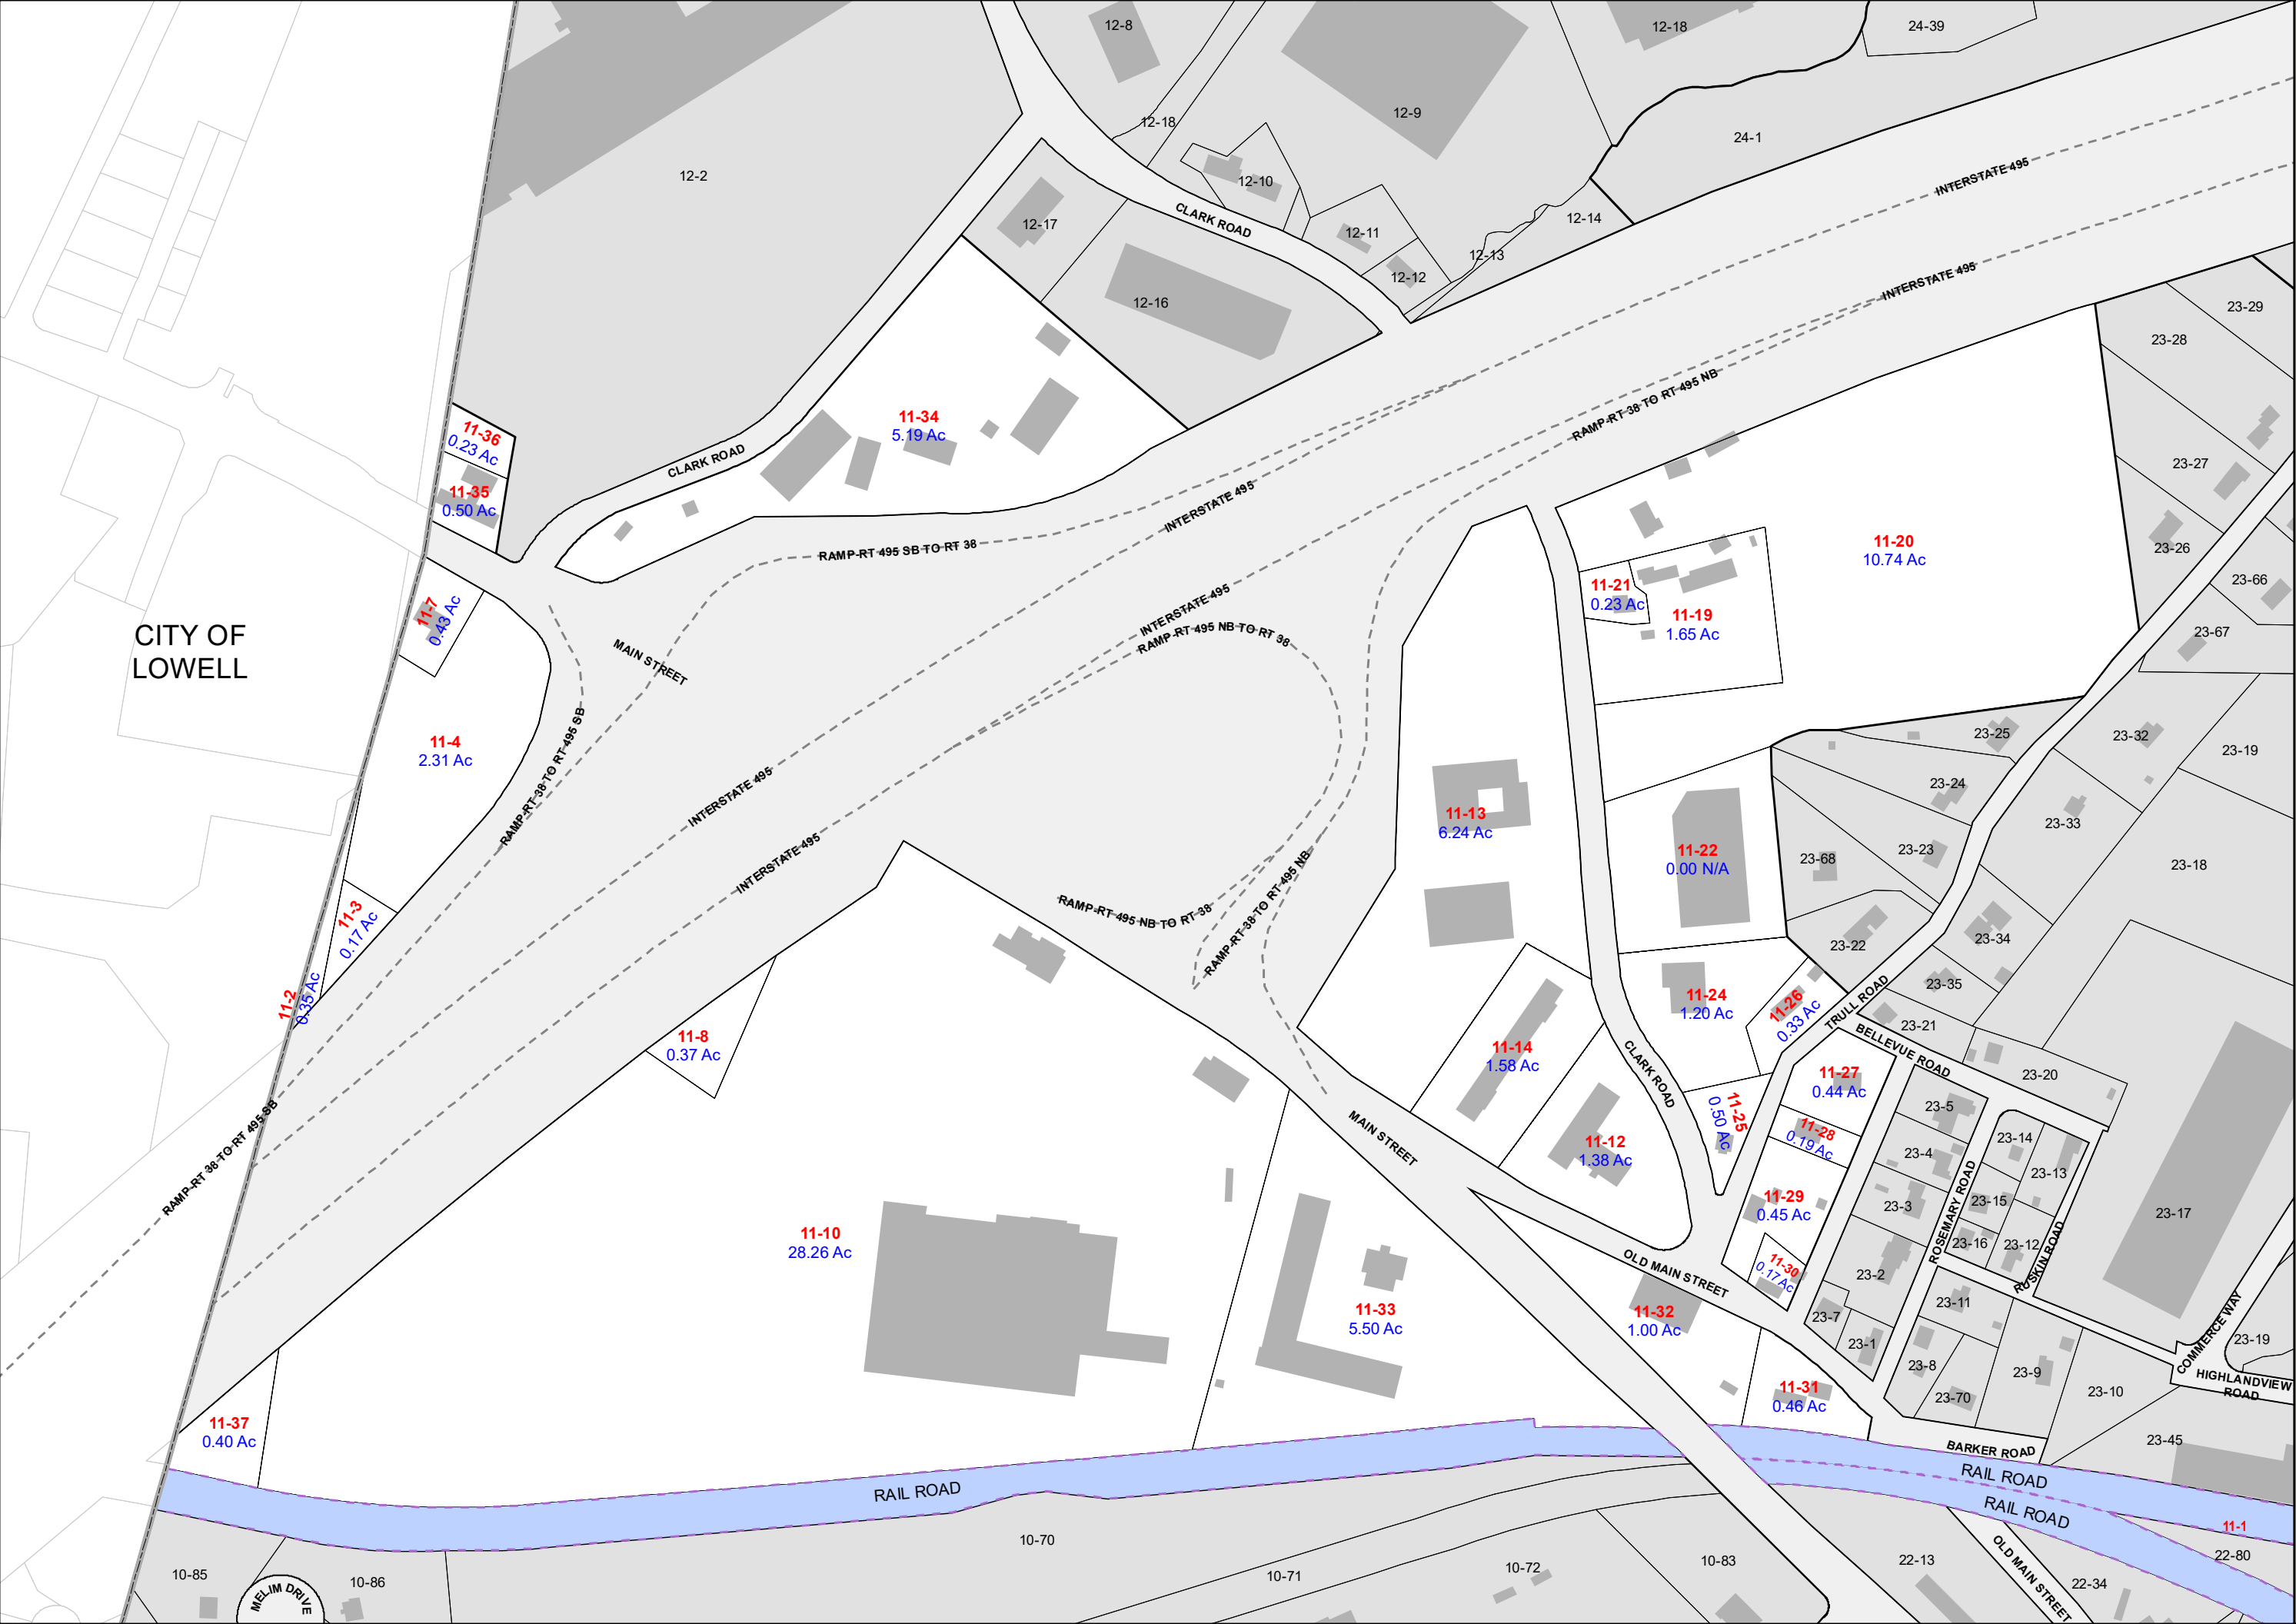 12-8
12-18
24-39
12-9
12-18
24-1
12-2
INTERSTATE 495
12-10
12-17
CLARK ROAD
12-14
12-11
12-13
12-12
INTERSTATE 495
12-16
23-29
23-28
RAMP-RT 38 TO RT 495 NB
11-34
5.19 Ac
11-36
0.23 Ac
CLARK ROAD
23-27
11-35
0.50 Ac
INTERSTATE 495
RAMP-RT 495 SB TO RT 38
11-20
10.74 Ac
23-26
23-66
11-21
0.23 Ac
11-7
0.43 Ac
INTERSTATE 495
11-19
1.65 Ac
CITY OF
LOWELL
RAMP-RT 495 NB TO RT 38
23-67
MAIN STREET
11-4
2.31 Ac
RAMP-RT 38 TO RT 495 SB
23-25
23-32
23-19
INTERSTATE 495
23-24
11-13
6.24 Ac
23-33
INTERSTATE 495
11-22
0.00 N/A
23-68
23-23
23-18
11-3
0.17 Ac
RAMP-RT 495 NB TO RT 38
RAMP-RT 38 TO RT 495 NB
23-22
23-34
11-2
0.35 Ac
11-24
1.20 Ac
11-26
0.33 Ac
23-35
TRULL ROAD
23-21
11-8
0.37 Ac
11-14
1.58 Ac
CLARK ROAD
BELLEVUE ROAD
11-27
0.44 Ac
23-20
RAMP-RT 38 TO RT 495 SB
11-25
0.50 Ac
23-5
MAIN STREET
11-28
0.19 Ac
23-14
11-12
1.38 Ac
23-4
23-13
11-29
0.45 Ac
23-3
ROSEMARY ROAD
23-15
23-17
11-10
28.26 Ac
23-16
23-12
RUSKIN ROAD
OLD MAIN STREET
11-30
0.17 Ac
23-2
11-33
5.50 Ac
11-32
1.00 Ac
23-7
23-11
COMMERCE WAY
23-1
23-19
23-8
23-9
HIGHLANDVIEW
ROAD
11-31
0.46 Ac
23-70
23-10
11-37
0.40 Ac
BARKER ROAD
23-45
RAIL ROAD
RAIL ROAD
RAIL ROAD
11-1
10-70
OLD MAIN STREET
22-80
10-85
10-86
MELIM DRIVE
10-71
10-72
10-83
22-13
22-34